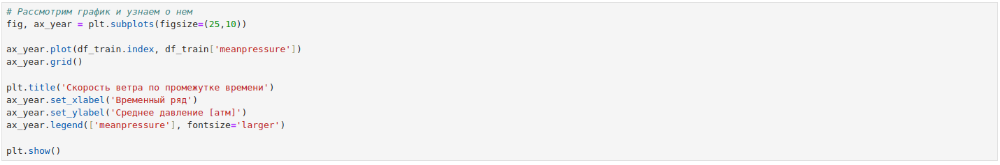 # Рассмотрим график и узнаем о нем
fig, ax_year = plt.subplots(figsize=(25,10))
ax_year.plot(df_train.index, df_train['meanpressure'])
ax_year.grid()
plt.title('Скорость ветра по промежутке времени')
ax_year.set_xlabel('Временный ряд')
ax_year.set_ylabel('Среднее давление [атм]')
ax_year.legend(['meanpressure'], fontsize='larger')
plt.show()